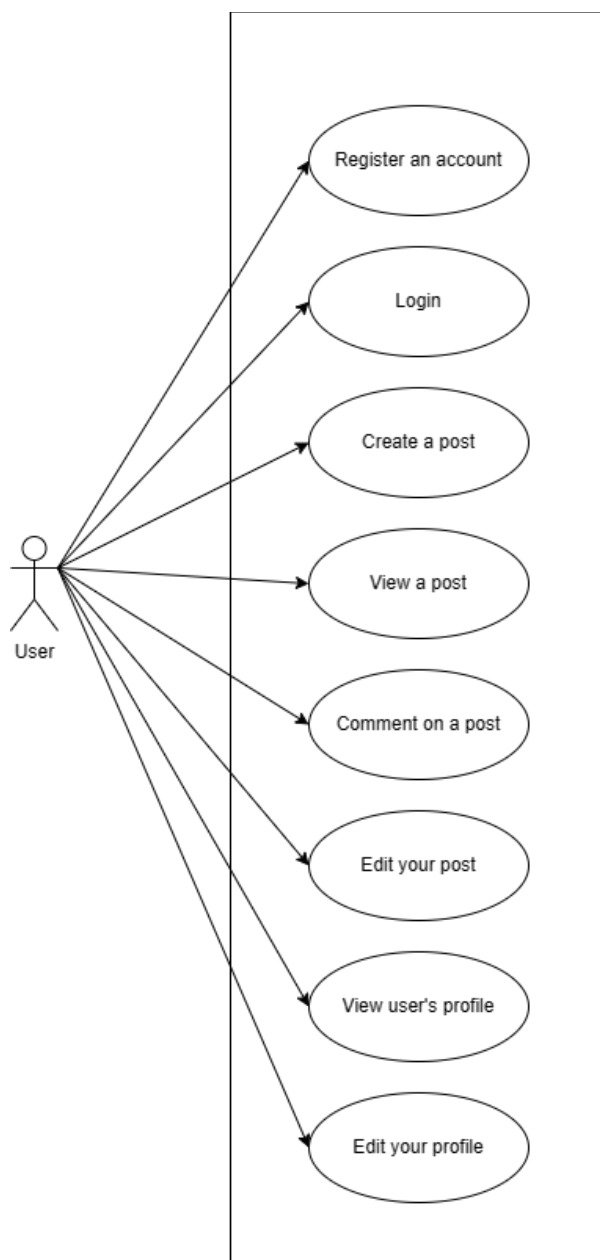 Register an account
Login
Create a post
View a post
User
Comment on a post
Edit your post
View user's profile
Edit your profile